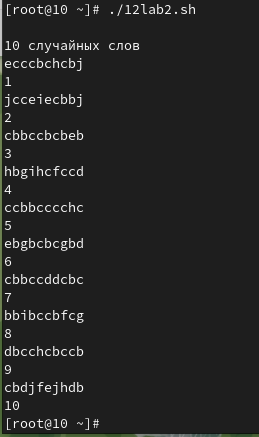 [root@10 ~]# ./12lab2.sh
10 случайных слов
ecccbchcbj
1
jcceiecbbj
2
cbbccbcbeb
3
hbgihcfccd
4
ccbbcccchc
5
ebgbcbcgbd
6
cbbccddcbc
7
bbibccbfcg
8
dbcchcbccb
9
cbdjfejhdb
10
[root@10 ~]#